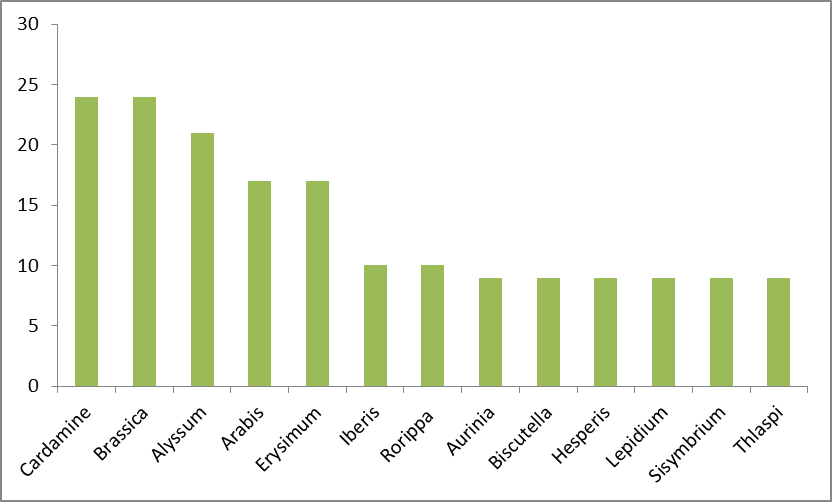 30
25
20
15
10
5
0
Cardamine
Brassica
Alyssum
Arabis
Erysimum
Iberis
Rorippa
Aurinia
Biscutella
Hesperis
Lepidium
Sisymbrium
Thlaspi